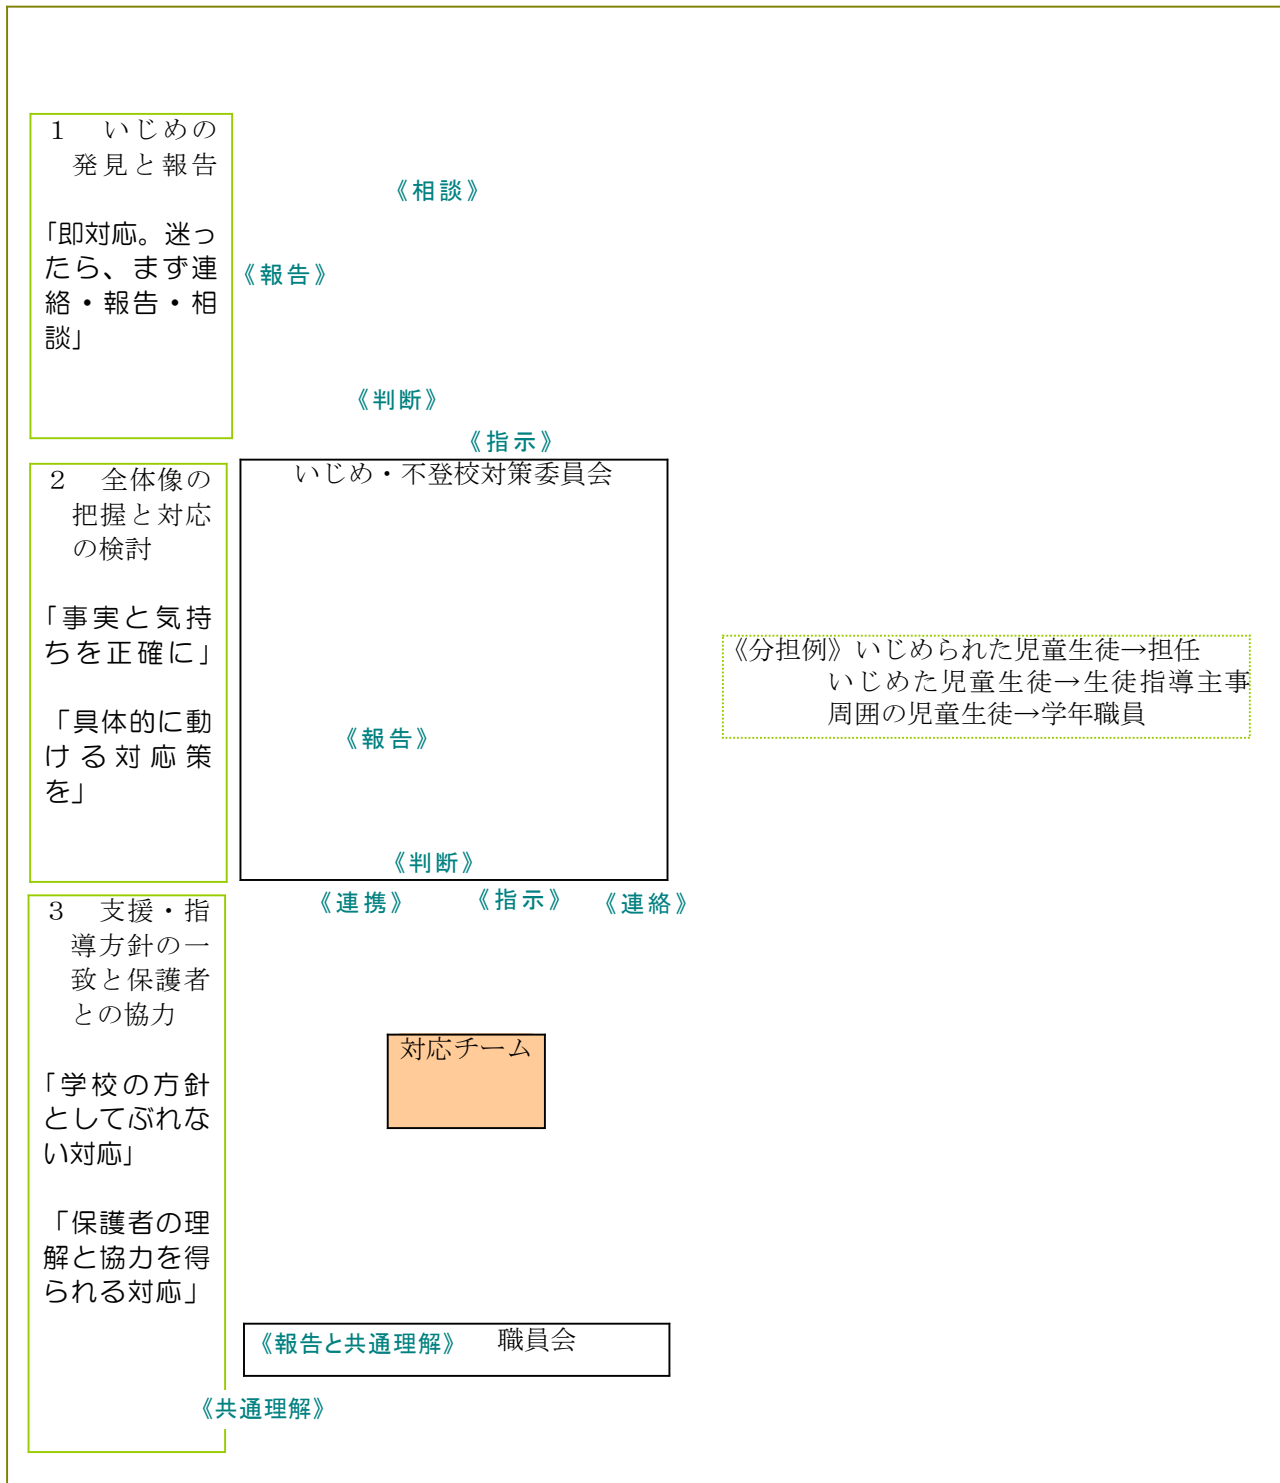 １　いじめの
発見と報告
「即対応。迷っ
たら、まず連
絡・報告・相
談」
《相談》
《報告》
《判断》
《指示》
２　全体像の
把握と対応
の検討
「事実と気持
ちを正確に」
「具体的に動
ける対応策
を」
いじめ・不登校対策委員会
《報告》
《判断》
《分担例》いじめられた児童生徒→担任
いじめた児童生徒→生徒指導主事
周囲の児童生徒→学年職員
《連携》
《指示》
《連絡》
３　支援・指
導方針の一
致と保護者
との協力
「学校の方針
としてぶれな
い対応」
「保護者の理
解と協力を得
られる対応」
対応チーム
《報告と共通理解》　職員会
《共通理解》